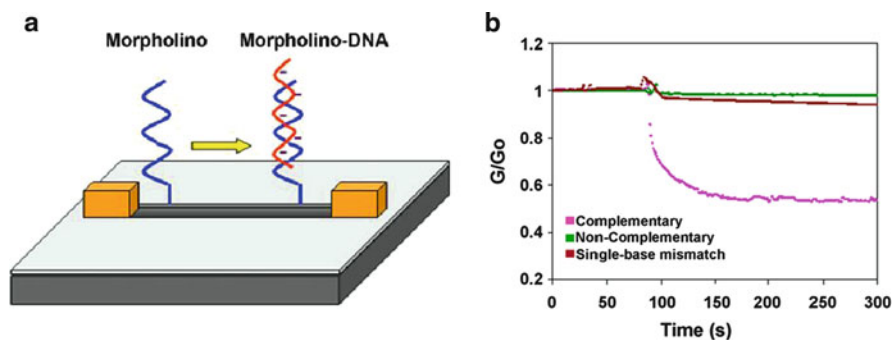 a
Morpholino
Morpholino-DNA
b
G/Go
1.2
1
0.8
0.6
0.4
0.2
Complementary
Non-Complementary
Single-base mismatch
0
50
100
150
200
250
300
Time (s)